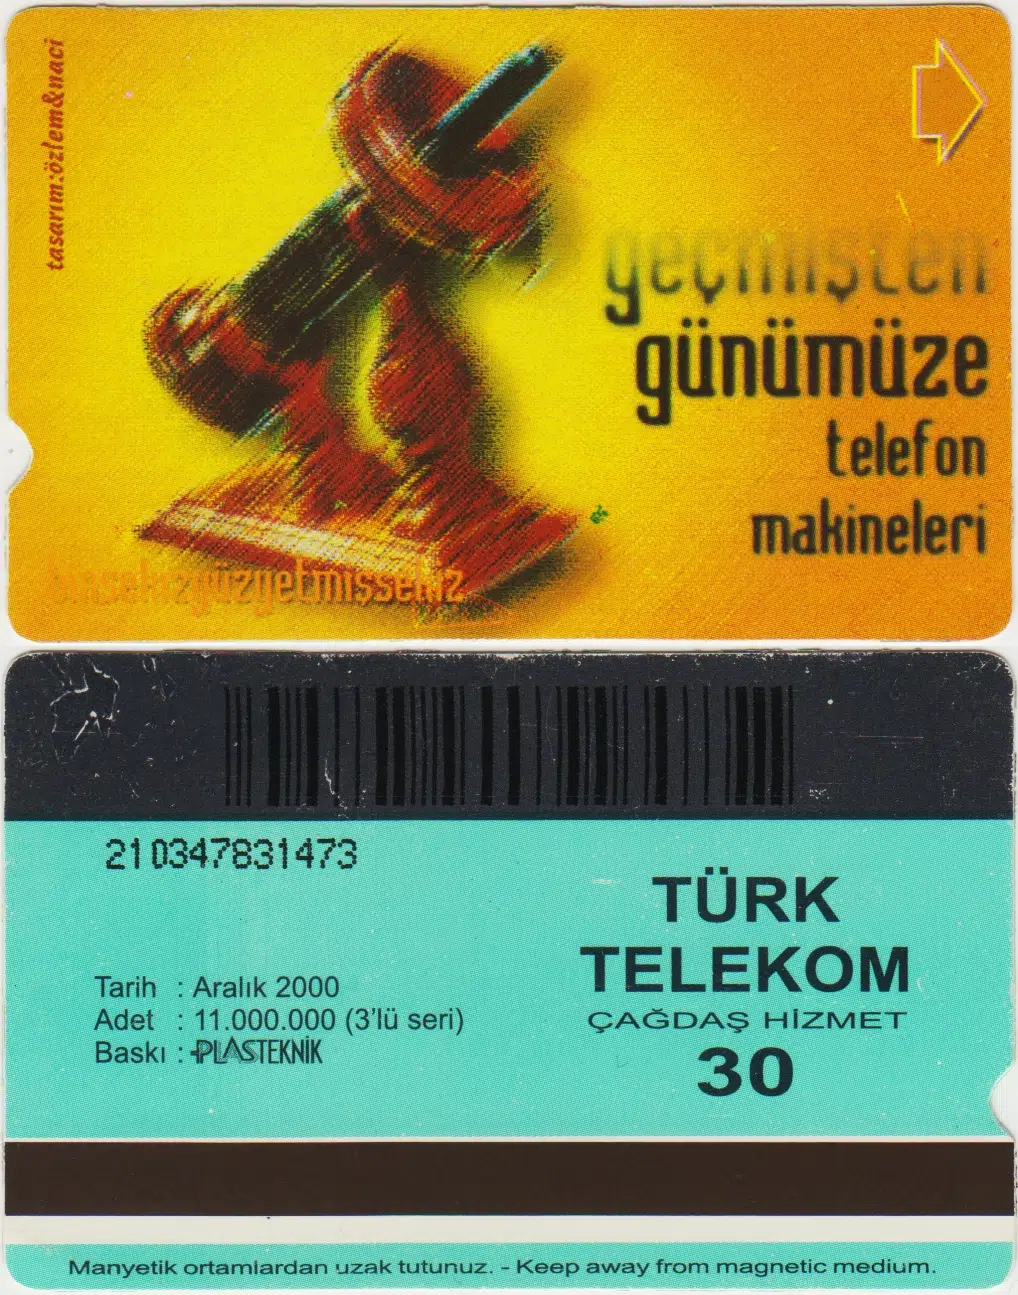 tasarım:özlem&naci
geçmişten
günümüze
telefon
makineleri
binsekizyüzyetmişsekiz
210347831473
TÜRK
TELEKOM
ÇAĞDAŞ HİZMET
30
Tarih : Aralık 2000
Adet : 11.000.000 (3'lü seri)
Baskı : PLASTEKNİK
Manyetik ortamlardan uzak tutunuz. - Keep away from magnetic medium.